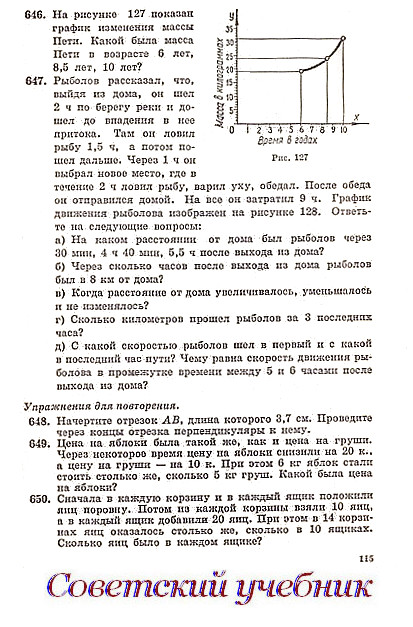 646. На рисунке 127 показан
график изменения массы
Пети. Какой была масса
Пети в возрасте 6 лет,
8,5 лет, 10 лет?
647. Рыболов рассказал, что,
выйдя из дома, он шел
2 ч по берегу реки и до-
шел до впадения в нее
притока. Там он ловил
рыбу 1,5 ч, а потом по-
шел дальше. Через 1 ч он
выбрал новое место, где в
y
Масса в килограммах
35
30
25
20
15
10
5
0 1 2 3 4 5 6 7 8 9 10
x
Время в годах
Рис. 127
течение 2 ч ловил рыбу, варил уху, обедал. После обеда
он отправился домой. На все он затратил 9 ч. График
движения рыболова изображен на рисунке 128. Ответь-
те на следующие вопросы:
а) На каком расстоянии от дома был рыболов через
30 мин, 4 ч 40 мин, 5,5 ч после выхода из дома?
б) Через сколько часов после выхода из дома рыболов
был в 8 км от дома?
в) Когда расстояние от дома увеличивалось, уменьшалось
и не изменялось?
г) Сколько километров прошел рыболов за 3 последних
часа?
д) С какой скоростью рыболов шел в первый и с какой
в последний час пути? Чему равна скорость движения ры-
болова в промежутке времени между 5 и 6 часами после
выхода из дома?
Упражнения для повторения.
648. Начертите отрезок AB, длина которого 3,7 см. Проведите
через концы отрезка перпендикуляры к нему.
649. Цена на яблоки была такой же, как и цена на груши.
Через некоторое время цену на яблоки снизили на 20 к.,
а цену на груши — на 10 к. При этом 6 кг яблок стали
стоить столько же, сколько 5 кг груш. Какой была цена
на яблоки?
650. Сначала в каждую корзину и в каждый ящик положили
яиц поровну. Потом из каждой корзины взяли 10 яиц,
а в каждый ящик добавили 20 яиц. При этом в 14 корзи-
нах яиц оказалось столько же, сколько в 10 ящиках.
Сколько яиц было в каждом ящике?
115
Советский учебник